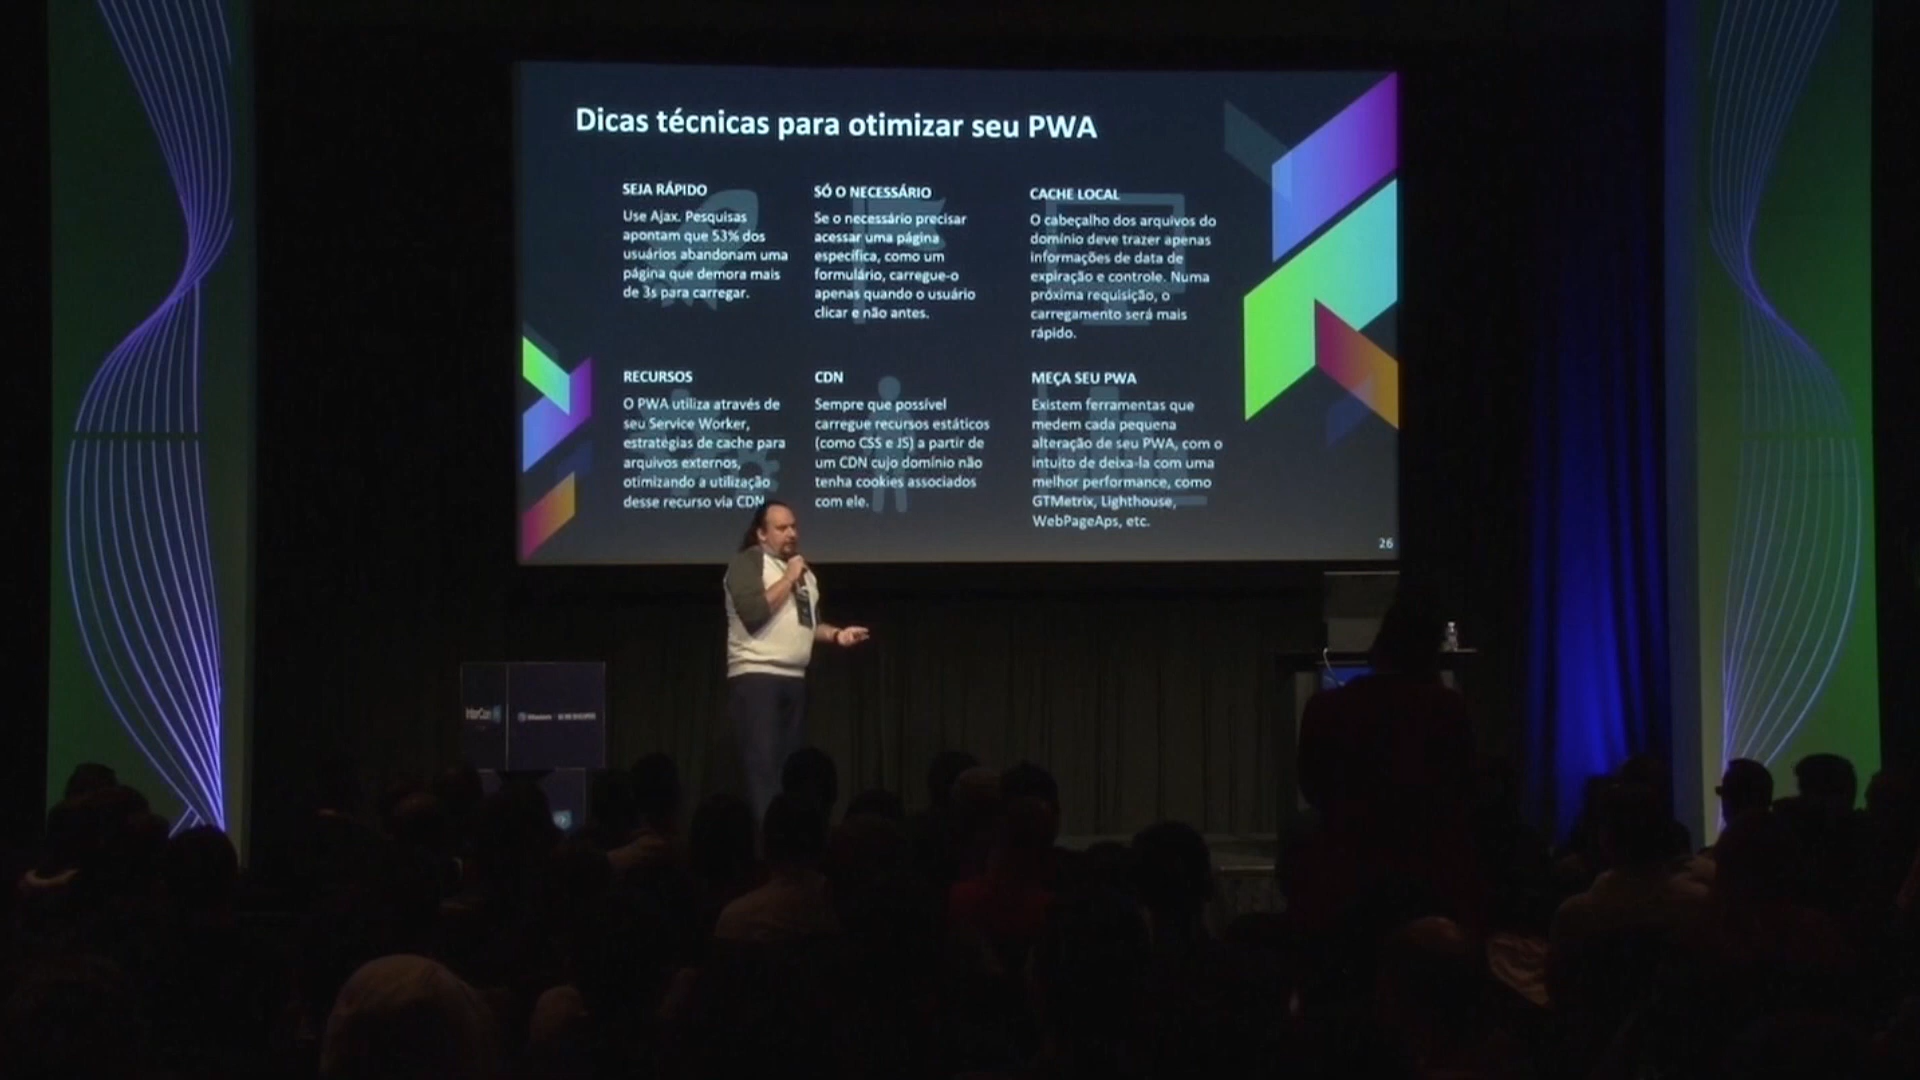 Dicas técnicas para otimizar seu PWA
SEJA RÁPIDO
Use Ajax. Pesquisas
apontam que 53% dos
usuários abandonam uma
página que demora mais
de 3s para carregar.
SÓ O NECESSÁRIO
Se o necessário precisar
acessar uma página
específica, como um
formulário, carregue-o
apenas quando o usuário
clicar e não antes.
CACHE LOCAL
O cabeçalho dos arquivos do
domínio deve trazer apenas
informações de data de
expiração e controle. Numa
próxima requisição, o
carregamento será mais
rápido.
RECURSOS
O PWA utiliza através de
seu Service Worker,
estratégias de cache para
arquivos externos,
otimizando a utilização
desse recurso via CDN
CDN
Sempre que possível
carregue recursos estáticos
(como CSS e JS) a partir de
um CDN cujo domínio não
tenha cookies associados
com ele.
MEÇA SEU PWA
Existem ferramentas que
medem cada pequena
alteração de seu PWA, com o
intuito de deixa-la com uma
melhor performance, como
GTMetrix, Lighthouse,
WebPageAps, etc.
26
InterCon